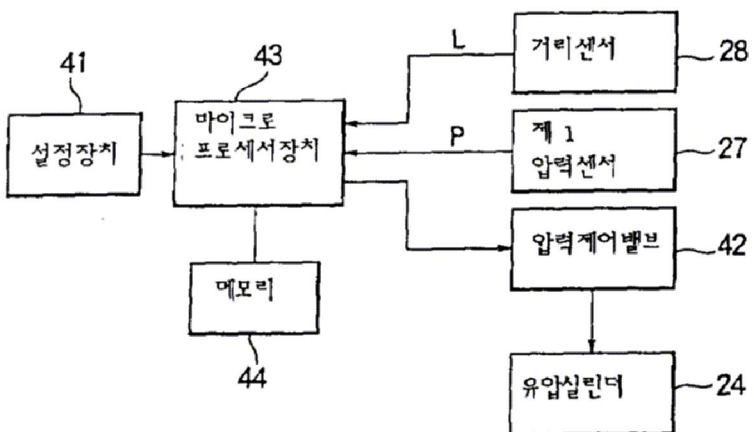 41
43
L
거리센서
28
설정장치
마이크로
프로세서장치
P
제 1
압력센서
27
압력제어밸브
42
메모리
44
유압실린더
24